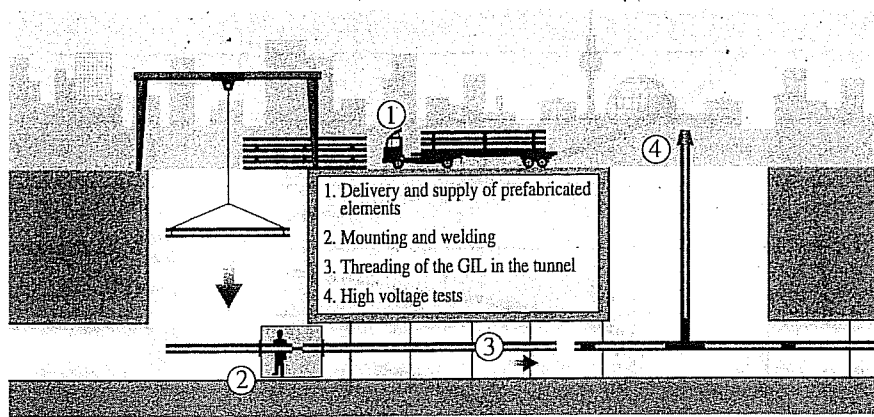 1
4
1. Delivery and supply of prefabricated
elements
2. Mounting and welding
3. Threading of the GIL in the tunnel
4. High voltage tests
3
2